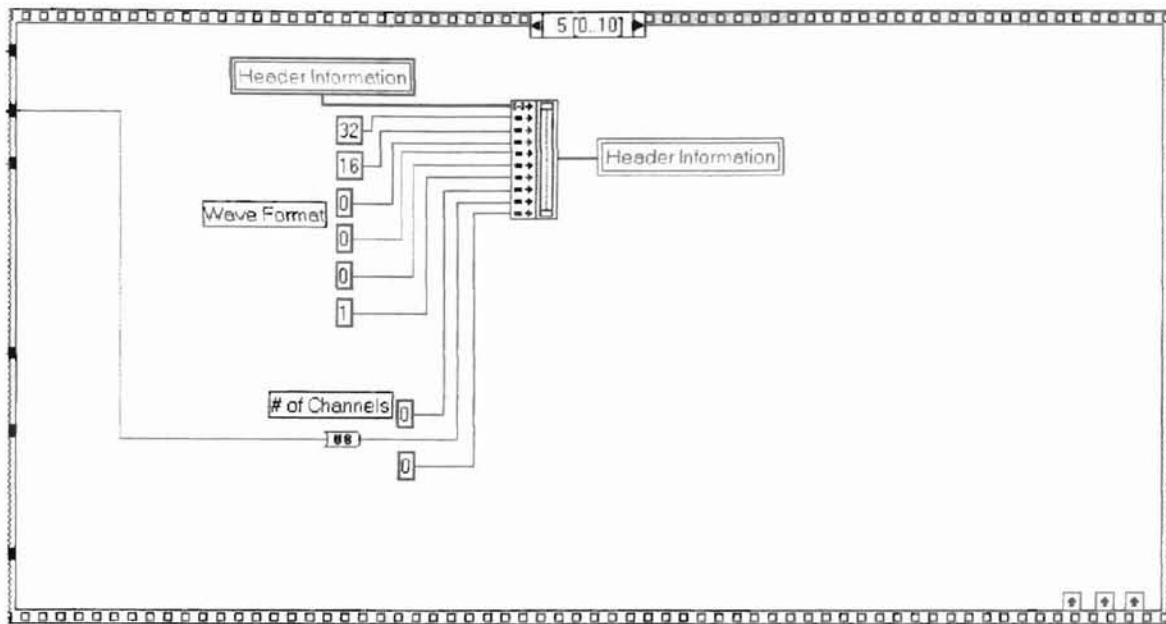 5 [0..10]
Header Information
32
16
Header Information
0
Wave Format
0
0
1
# of Channels
0
U8
0